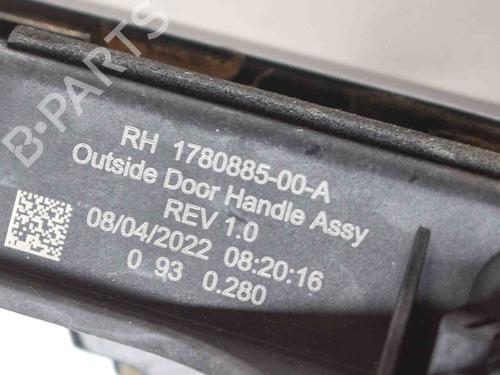 B-PARTS
RH 1780885-00-A
Outside Door Handle Assy
REV 1.0
08/04/2022 08:20:16
0 93 0.280